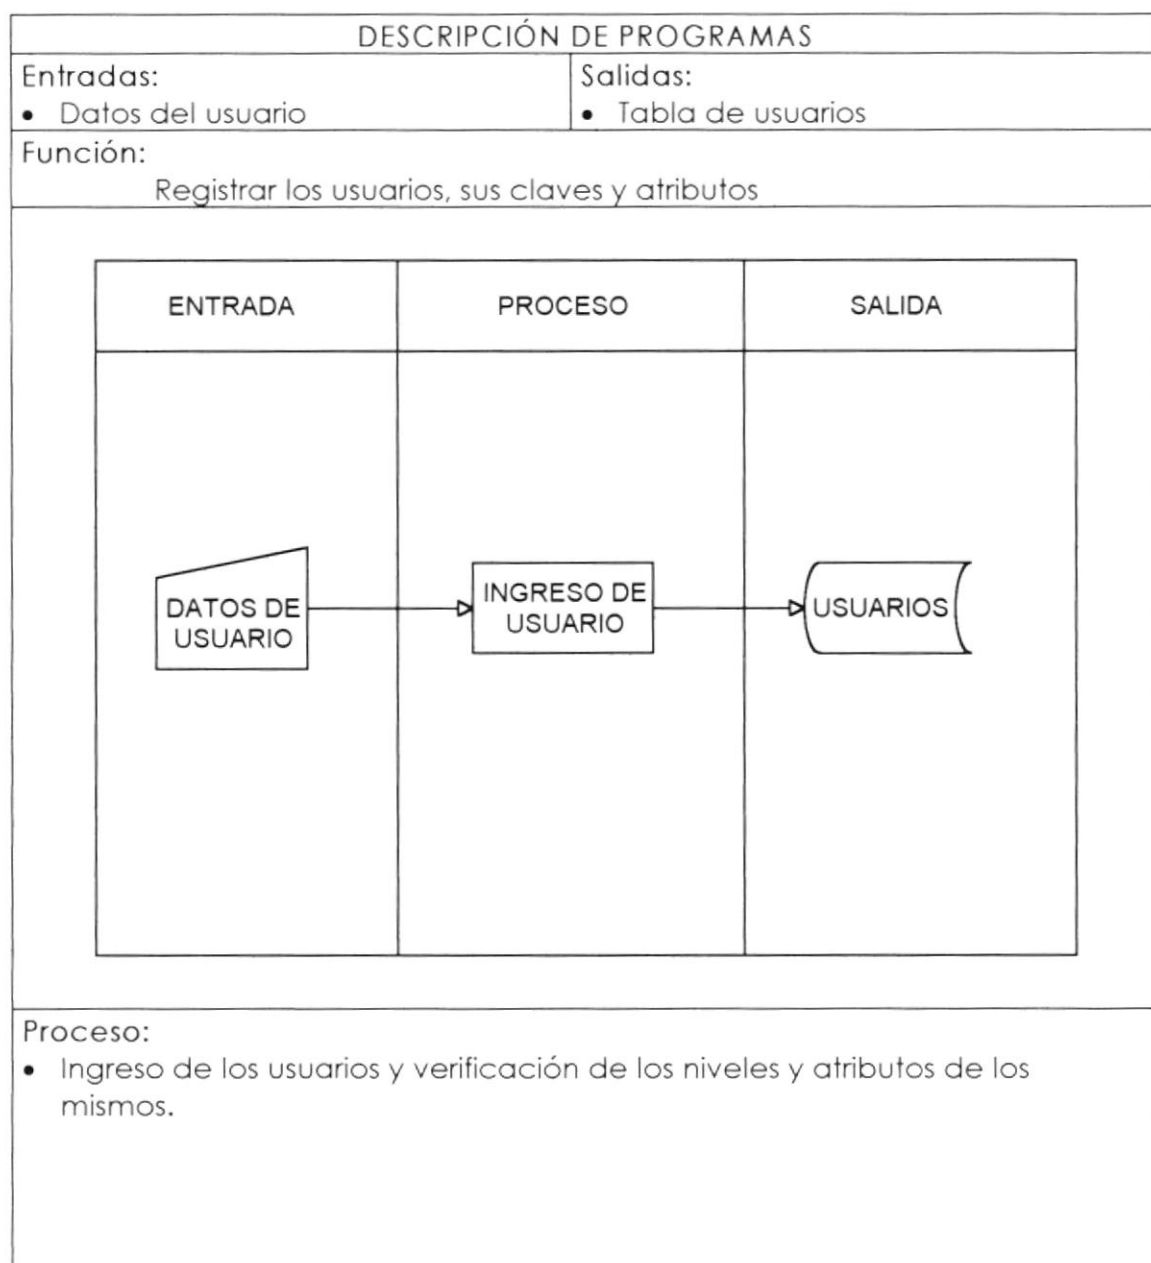 DESCRIPCIÓN DE PROGRAMAS
Entradas:
• Datos del usuario
Salidas:
• Tabla de usuarios
Función:
Registrar los usuarios, sus claves y atributos
ENTRADA
PROCESO
SALIDA
DATOS DE
USUARIO
INGRESO DE
USUARIO
USUARIOS
Proceso:
• Ingreso de los usuarios y verificación de los niveles y atributos de los
mismos.